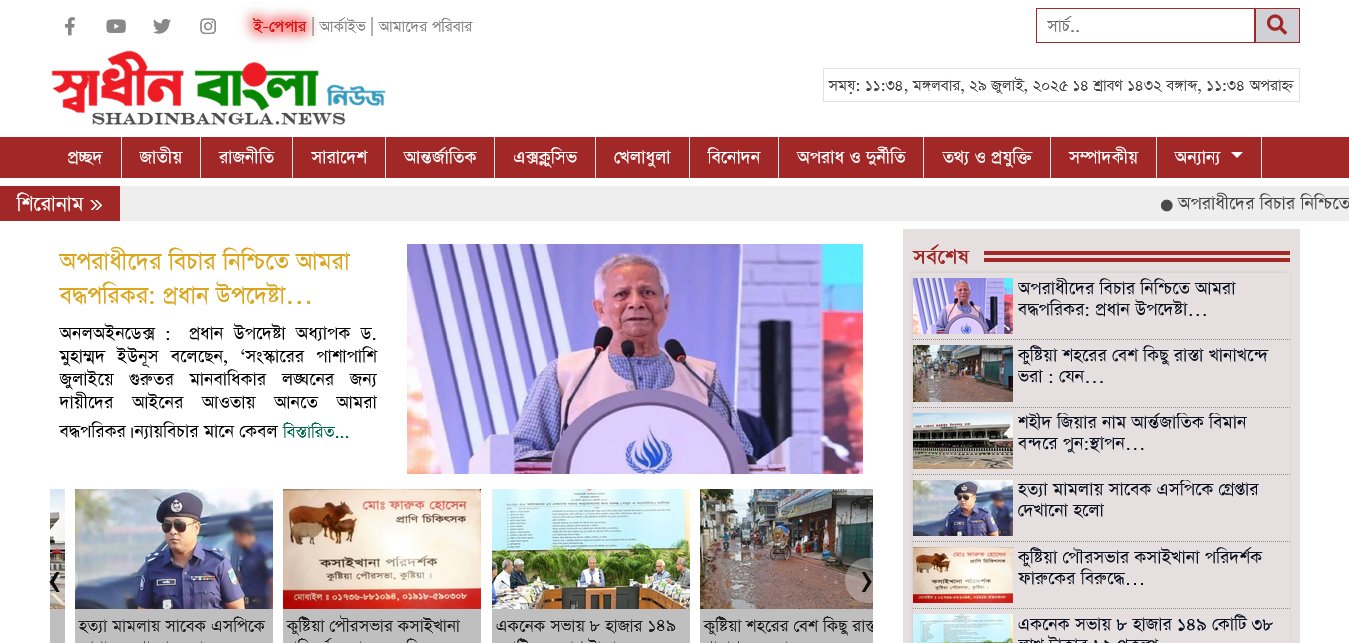 ই-পেপার | আর্কাইভ | আমাদের পরিবার
সার্চ..
স্বাধীন বাংলা নিউজ
SHADINBANGLA.NEWS
সময়: ১১:৩৪, মঙ্গলবার, ২৯ জুলাই, ২০২৫ ১৪ শ্রাবণ ১৪৩২ বঙ্গাব্দ, ১১:৩৪ অপরাহ্ন
প্রচ্ছদ জাতীয় রাজনীতি সারাদেশ আন্তর্জাতিক এক্সক্লুসিভ খেলাধুলা বিনোদন অপরাধ ও দুর্নীতি তথ্য ও প্রযুক্তি সম্পাদকীয় অন্যান্য
শিরোনাম »
● অপরাধীদের বিচার নিশ্চিতে
অপরাধীদের বিচার নিশ্চিতে আমরা
বদ্ধপরিকর: প্রধান উপদেষ্টা...
অনলঅইনডেক্স : প্রধান উপদেষ্টা অধ্যাপক ড.
মুহাম্মদ ইউনূস বলেছেন, ‘সংস্কারের পাশাপাশি
জুলাইয়ে গুরুতর মানবাধিকার লঙ্ঘনের জন্য
দায়ীদের আইনের আওতায় আনতে আমরা
বদ্ধপরিকর।ন্যায়বিচার মানে কেবল বিস্তারিত...
সর্বশেষ
অপরাধীদের বিচার নিশ্চিতে আমরা
বদ্ধপরিকর: প্রধান উপদেষ্টা...
কুষ্টিয়া শহরের বেশ কিছু রাস্তা খানাখন্দে
ভরা : যেন...
শহীদ জিয়ার নাম আর্ন্তজাতিক বিমান
বন্দরে পুন:স্থাপন...
হত্যা মামলায় সাবেক এসপিকে গ্রেপ্তার
দেখানো হলো
কুষ্টিয়া পৌরসভার কসাইখানা পরিদর্শক
ফারুকের বিরুদ্ধে...
একনেক সভায় ৮ হাজার ১৪৯ কোটি ৩৮
মোঃ ফারুক হোসেন
প্রাণি চিকিৎসক
কসাইখানা পরিদর্শক
কুষ্টিয়া পৌরসভা, কুষ্টিয়া ।
মোবাইল : ০১৭৩৬-৮৮১০৯৪, ০১৯১৮-৫৯০৩০৮
হত্যা মামলায় সাবেক এসপিকে
কুষ্টিয়া পৌরসভার কসাইখানা
একনেক সভায় ৮ হাজার ১৪৯
কুষ্টিয়া শহরের বেশ কিছু